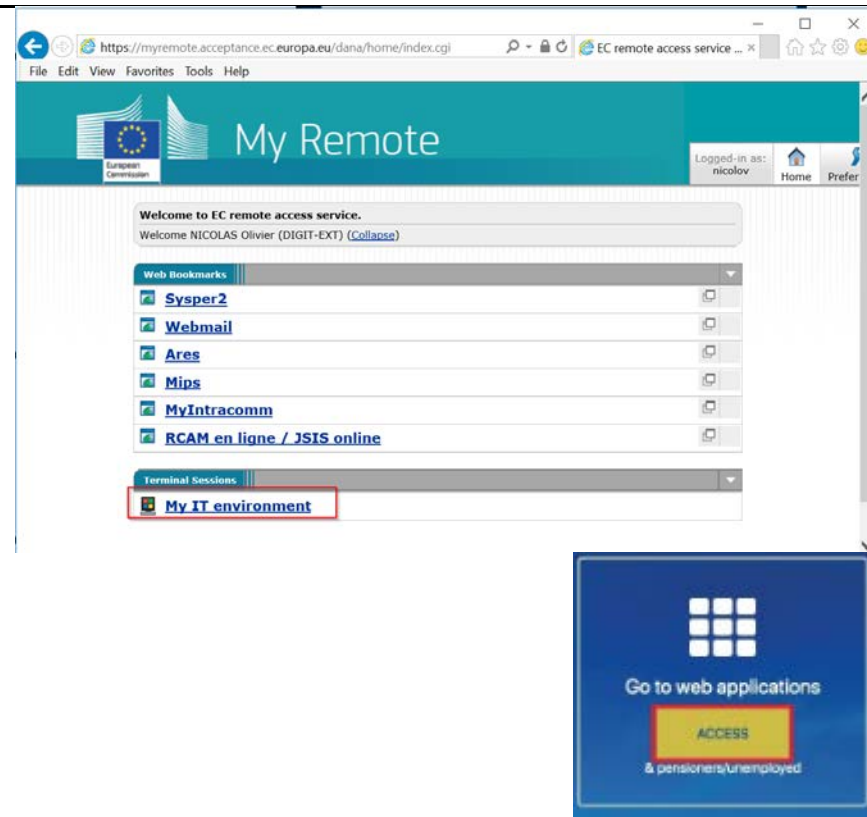 https://myremote.acceptance.ec.europa.eu/dana/home/index.cgi
EC remote access service ...
File Edit View Favorites Tools Help
European
Commission
My Remote
Logged-in as:
nicolov
Home
Prefer
Welcome to EC remote access service.
Welcome NICOLAS Olivier (DIGIT-EXT) (Collapse)
Web Bookmarks
Sysper2
Webmail
Ares
Mips
MyIntracomm
RCAM en ligne / JSIS online
Terminal Sessions
My IT environment
Go to web applications
ACCESS
& pensioners/unemployed